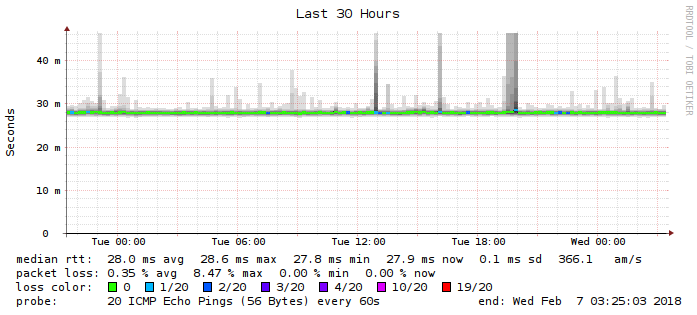 Last 30 Hours
RRDTOOL / TOBI OETIKER
Seconds
40 m
30 m
20 m
10 m
0
Tue 00:00 Tue 06:00 Tue 12:00 Tue 18:00 Wed 00:00
median rtt: 28.0 ms avg 28.6 ms max 27.8 ms min 27.9 ms now 0.1 ms sd 366.1 am/s
packet loss: 0.35 % avg 8.47 % max 0.00 % min 0.00 % now
loss color: 0 1/20 2/20 3/20 4/20 10/20 19/20
probe: 20 ICMP Echo Pings (56 Bytes) every 60s end: Wed Feb 7 03:25:03 2018